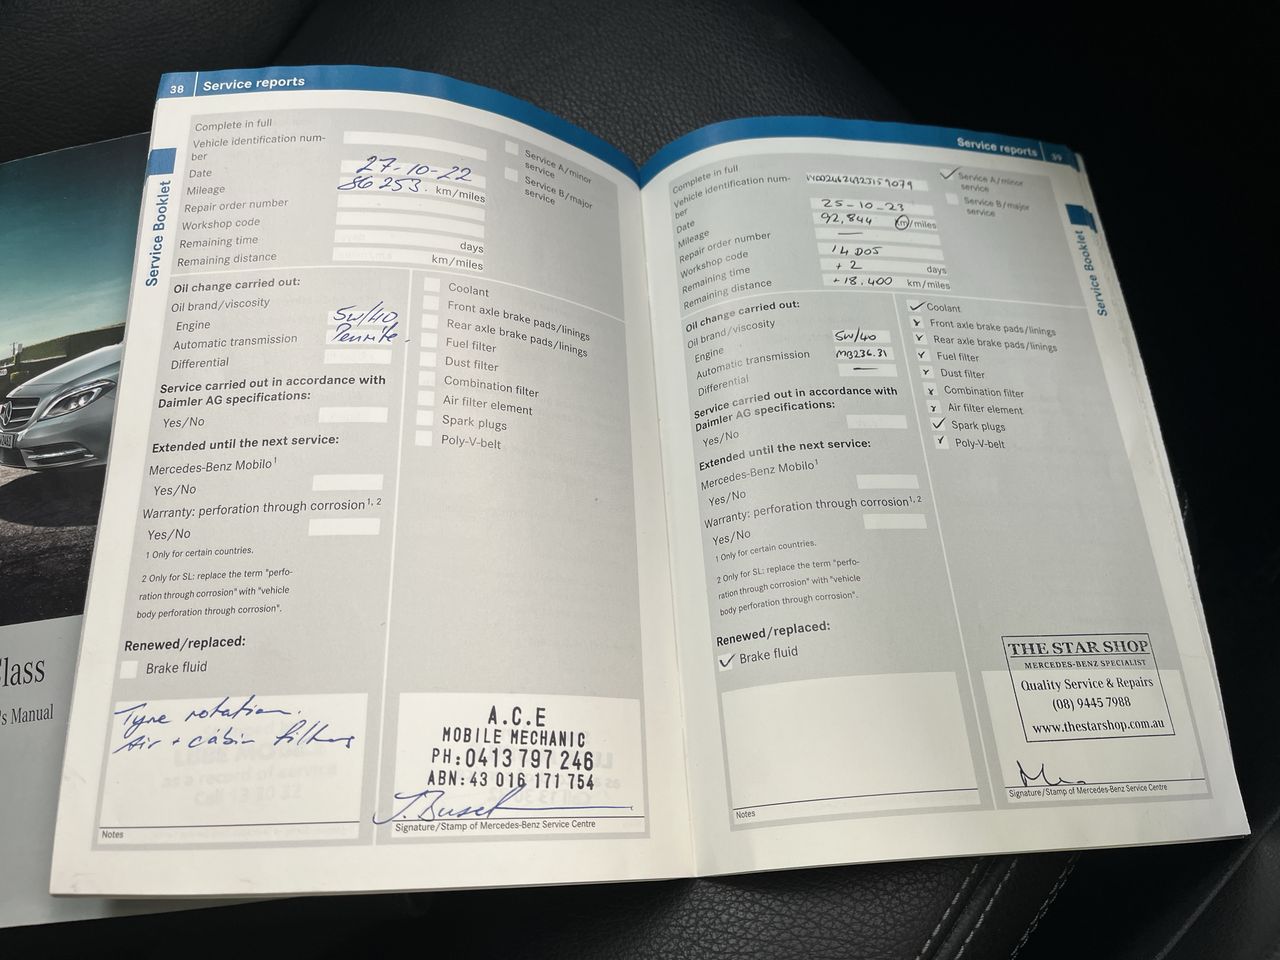 38 Service reports
Service Booklet
Complete in full
Vehicle identification num-
ber
Date 27-10-22
Mileage 86 253. km/miles
Repair order number
Workshop code
Remaining time days
Remaining distance km/miles
Service A/minor
service
Service B/major
service
Oil change carried out:
Oil brand/viscosity
Engine 5W/40
Automatic transmission Penrite.
Differential
Service carried out in accordance with
Daimler AG specifications:
Yes/No
Extended until the next service:
Mercedes-Benz Mobilo¹
Yes/No
Warranty: perforation through corrosion¹, ²
Yes/No
1 Only for certain countries.
2 Only for SL: replace the term "perfo-
ration through corrosion" with "vehicle
body perforation through corrosion".
Coolant
Front axle brake pads/linings
Rear axle brake pads/linings
Fuel filter
Dust filter
Combination filter
Air filter element
Spark plugs
Poly-V-belt
Renewed/replaced:
Brake fluid
Tyre rotation.
Air + cabin filters
Notes
A.C.E
MOBILE MECHANIC
PH: 0413 797 246
ABN: 43 016 171 754
Signature/Stamp of Mercedes-Benz Service Centre
Service reports 39
Service Booklet
Complete in full
Vehicle identification num-
ber
Date 25-10-23
Mileage 92,844 km/miles
Repair order number —
Workshop code 14 DOS
Remaining time + 2 days
Remaining distance +18,400 km/miles
Service A/minor
service
Service B/major
service
Oil change carried out:
Oil brand/viscosity
Engine 5W/40
Automatic transmission MB236.31
Differential —
Service carried out in accordance with
Daimler AG specifications:
Yes/No
Extended until the next service:
Mercedes-Benz Mobilo¹
Yes/No
Warranty: perforation through corrosion¹, ²
Yes/No
1 Only for certain countries.
2 Only for SL: replace the term "perfo-
ration through corrosion" with "vehicle
body perforation through corrosion".
Coolant
Front axle brake pads/linings
Rear axle brake pads/linings
Fuel filter
Dust filter
Combination filter
Air filter element
Spark plugs
Poly-V-belt
Renewed/replaced:
Brake fluid
Notes
THE STAR SHOP
MERCEDES-BENZ SPECIALIST
Quality Service & Repairs
(08) 9445 7988
www.thestarshop.com.au
Signature/Stamp of Mercedes-Benz Service Centre
Class
's Manual